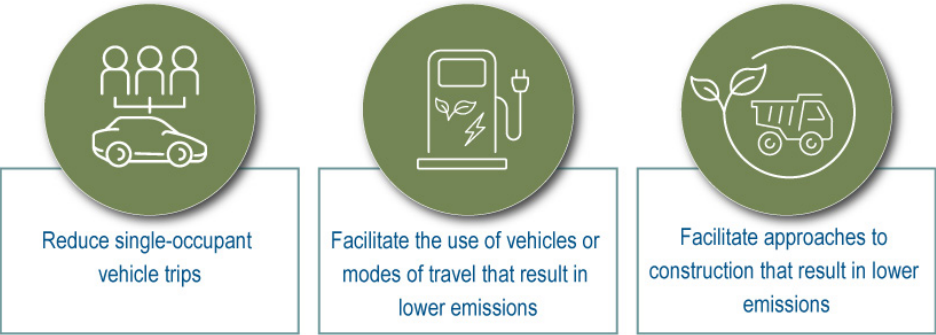 Reduce single-occupant
vehicle trips
Facilitate the use of vehicles or
modes of travel that result in
lower emissions
Facilitate approaches to
construction that result in lower
emissions